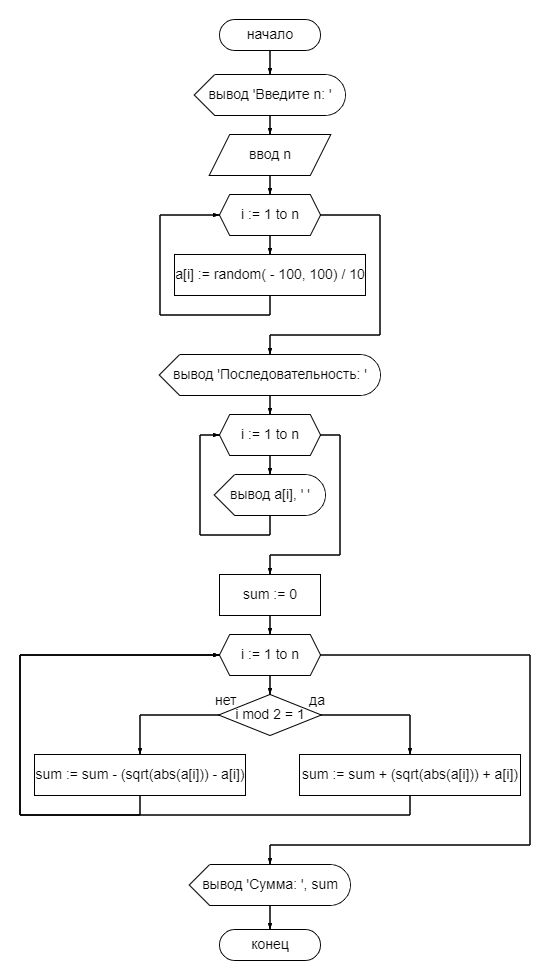 начало
вывод 'Введите n: '
ввод n
i := 1 to n
a[i] := random( - 100, 100) / 10
вывод 'Последовательность: '
i := 1 to n
вывод a[i], ' '
sum := 0
i := 1 to n
нет
да
i mod 2 = 1
sum := sum - (sqrt(abs(a[i])) - a[i])
sum := sum + (sqrt(abs(a[i])) + a[i])
вывод 'Сумма: ', sum
конец